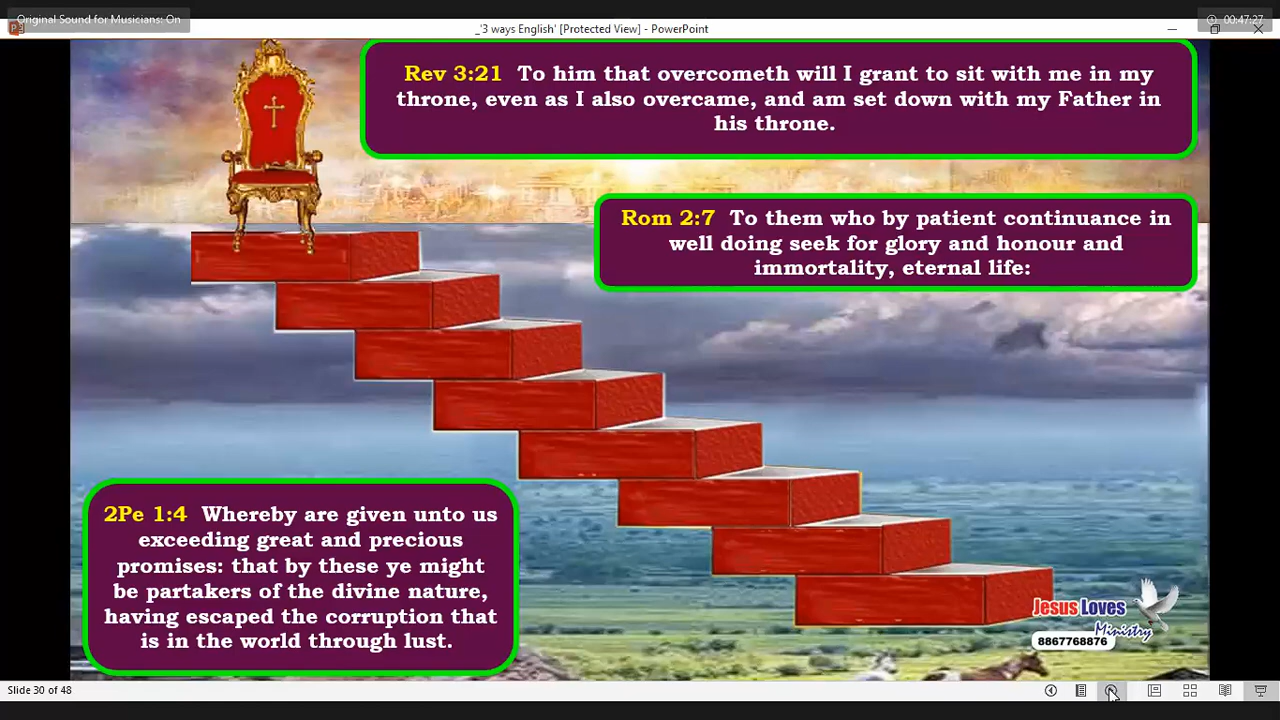 Original Sound for Musicians: On
00:47:27
_'3 ways English' [Protected View] - PowerPoint
Rev 3:21 To him that overcometh will I grant to sit with me in my
throne, even as I also overcame, and am set down with my Father in
his throne.
Rom 2:7 To them who by patient continuance in
well doing seek for glory and honour and
immortality, eternal life:
2Pe 1:4 Whereby are given unto us
exceeding great and precious
promises: that by these ye might
be partakers of the divine nature,
having escaped the corruption that
is in the world through lust.
Jesus Loves
Ministry
8867768876
Slide 30 of 48